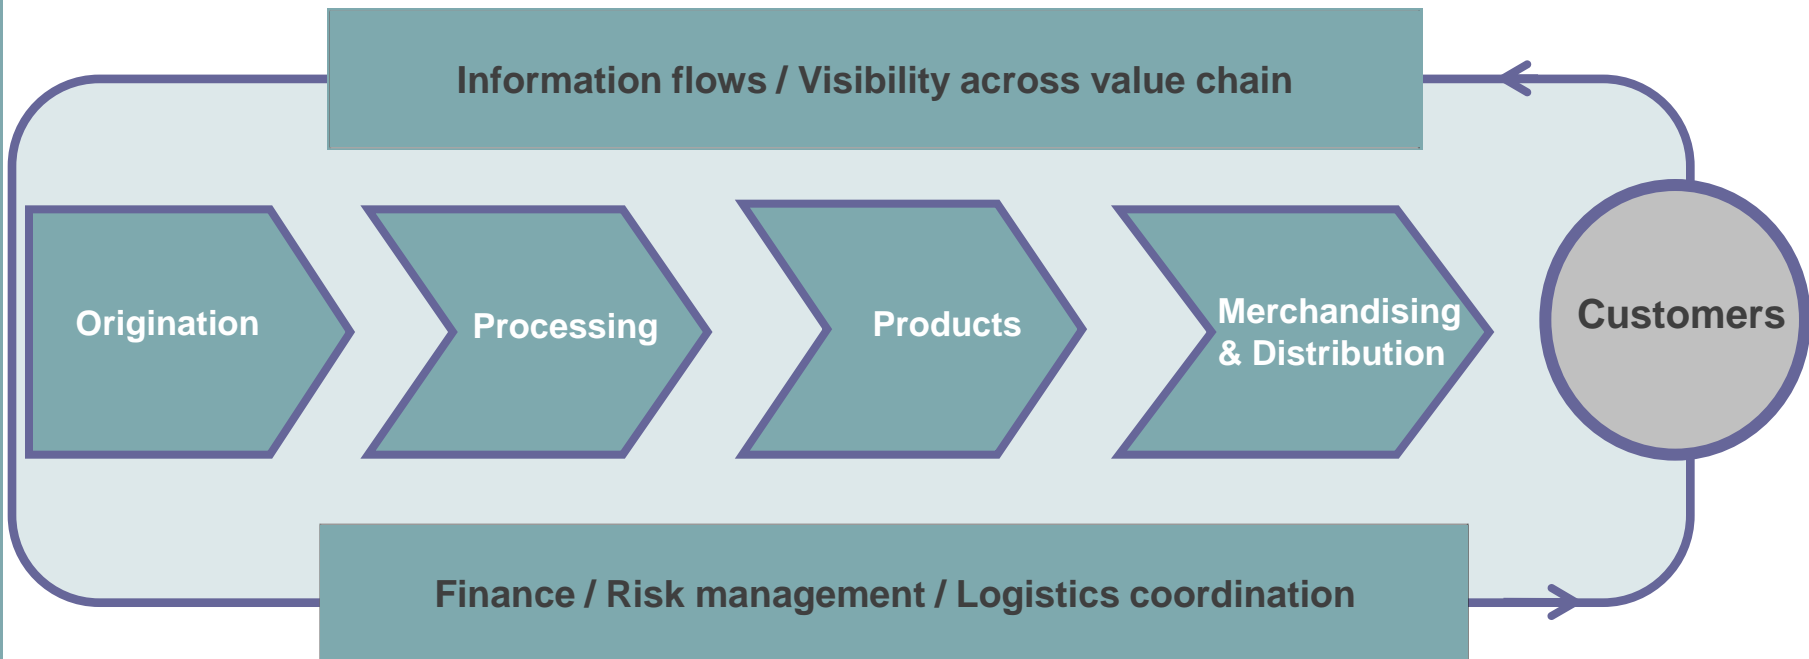 Information flows / Visibility across value chain
Origination
Processing
Products
Merchandising
& Distribution
Customers
Finance / Risk management / Logistics coordination